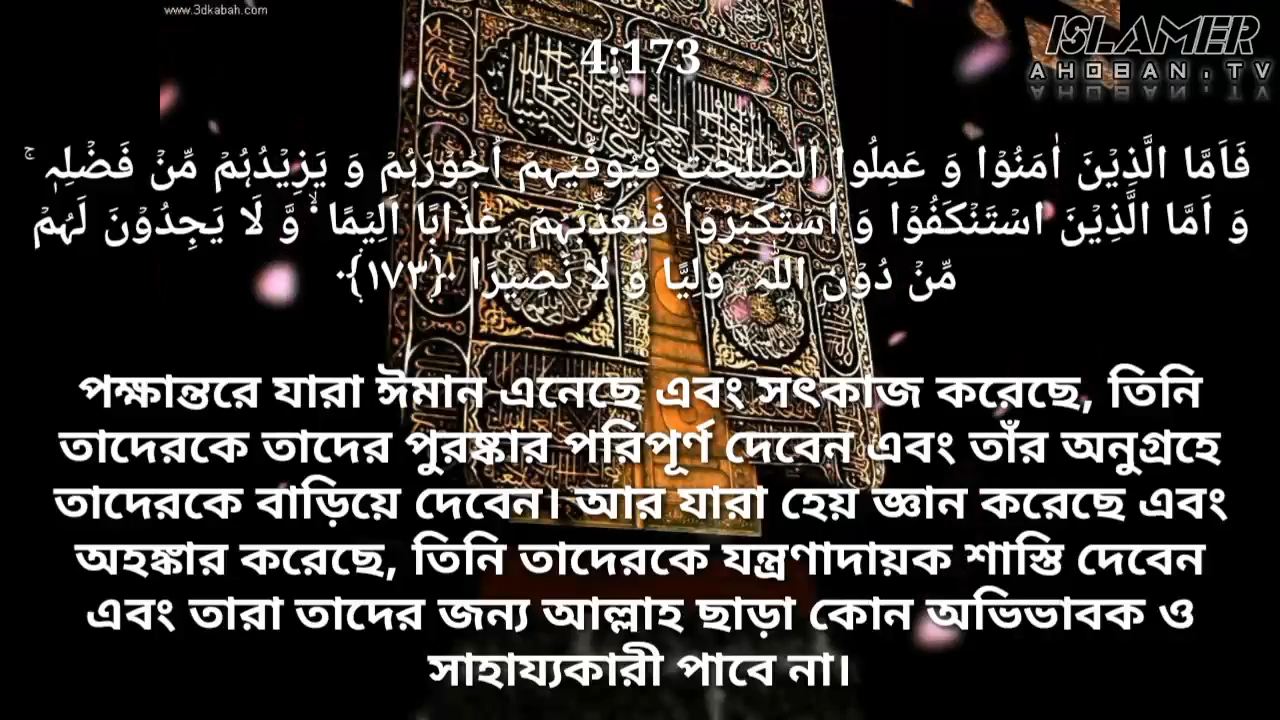 www.3dkabah.com
ISLAMER
AHOBAN.TV
4:173
فَاَمَّا الَّذِیۡنَ اٰمَنُوۡا وَ عَمِلُوا الصّٰلِحٰتِ فَیُوَفِّیۡہِمۡ اُجُوۡرَہُمۡ وَ یَزِیۡدُہُمۡ مِّنۡ فَضۡلِہٖ ۚ
وَ اَمَّا الَّذِیۡنَ اسۡتَنۡکَفُوۡا وَ اسۡتَکۡبَرُوۡا فَیُعَذِّبُہُمۡ عَذَابًا اَلِیۡمًا ۬ۙ وَّ لَا یَجِدُوۡنَ لَہُمۡ
مِّنۡ دُوۡنِ اللّٰہِ وَلِیًّا وَّ لَا نَصِیۡرًا ﴿۱۷۳﴾
পক্ষান্তরে যারা ঈমান এনেছে এবং সৎকাজ করেছে, তিনি
তাদেরকে তাদের পুরষ্কার পরিপূর্ণ দেবেন এবং তাঁর অনুগ্রহে
তাদেরকে বাড়িয়ে দেবেন। আর যারা হেয় জ্ঞান করেছে এবং
অহঙ্কার করেছে, তিনি তাদেরকে যন্ত্রণাদায়ক শাস্তি দেবেন
এবং তারা তাদের জন্য আল্লাহ ছাড়া কোন অভিভাবক ও
সাহায্যকারী পাবে না।